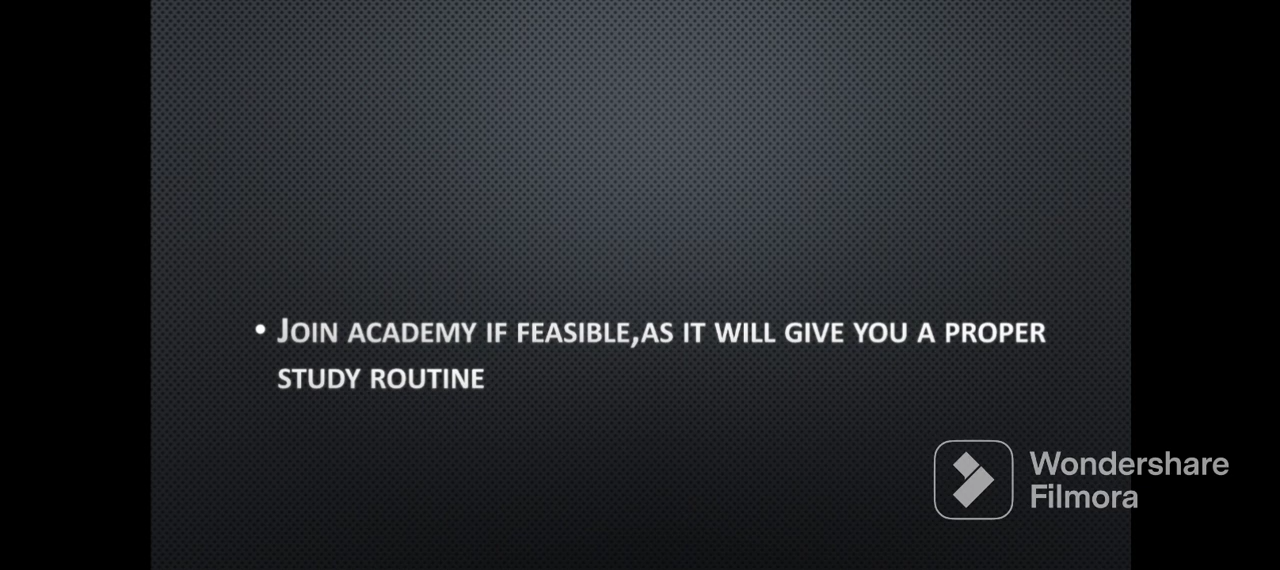 • Join academy if feasible,as it will give you a proper
study routine
Wondershare
Filmora